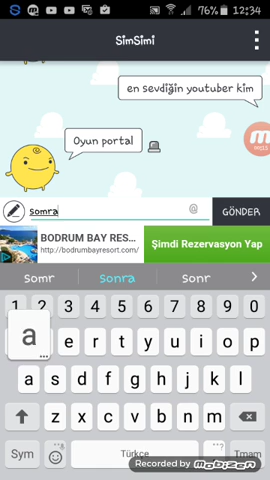 76% 12:34
SimSimi
en sevdiğin youtuber kim
Oyun portal
somra
@
GÖNDER
BODRUM BAY RES...
http://bodrumbayresort.com/
Şimdi Rezervasyon Yap
Somr sonra Sonr
1 2 3 4 5 6 7 8 9 0
a
e r t y u i o p
a s d f g h j k l
z x c v b n m
Sym Türkçe Tmam
Recorded by Mobizen